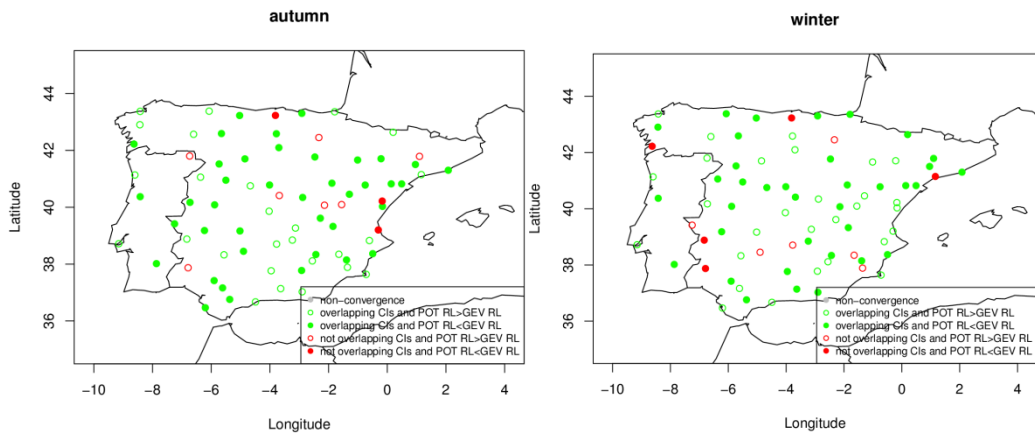 autumn
Latitude
44
42
40
38
36
non-convergence
overlapping CIs and POT RL>GEV RL
overlapping CIs and POT RL<GEV RL
not overlapping CIs and POT RL>GEV RL
not overlapping CIs and POT RL<GEV RL
-10 -8 -6 -4 -2 0 2 4
Longitude
winter
Latitude
44
42
40
38
36
non-convergence
overlapping CIs and POT RL>GEV RL
overlapping CIs and POT RL<GEV RL
not overlapping CIs and POT RL>GEV RL
not overlapping CIs and POT RL<GEV RL
-10 -8 -6 -4 -2 0 2 4
Longitude